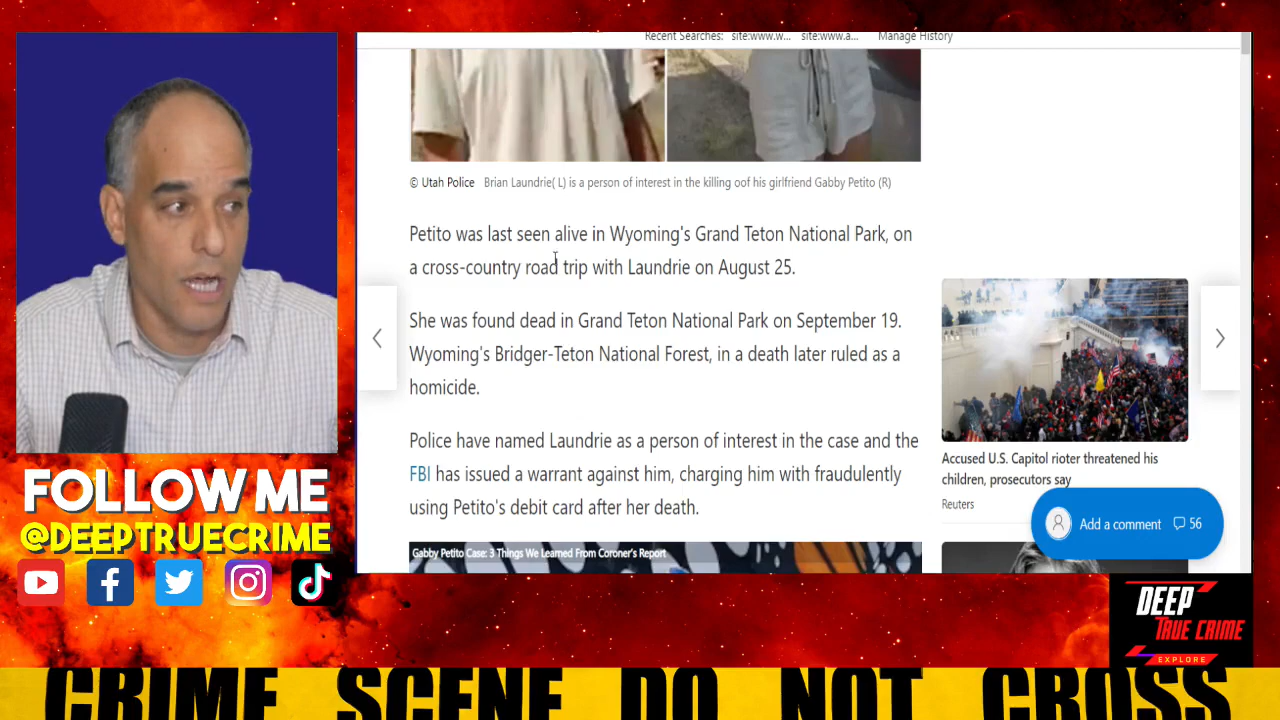 Recent Searches: site:www.w... site:www.a... Manage History
© Utah Police Brian Laundrie( L) is a person of interest in the killing oof his girlfriend Gabby Petito (R)
Petito was last seen alive in Wyoming's Grand Teton National Park, on
a cross-country road trip with Laundrie on August 25.
She was found dead in Grand Teton National Park on September 19.
Wyoming's Bridger-Teton National Forest, in a death later ruled as a
homicide.
Police have named Laundrie as a person of interest in the case and the
FBI has issued a warrant against him, charging him with fraudulently
using Petito's debit card after her death.
Gabby Petito Case: 3 Things We Learned From Coroner's Report
Accused U.S. Capitol rioter threatened his
children, prosecutors say
Reuters
Add a comment 56
FOLLOW ME
@DEEPTRUECRIME
DEEP
TRUE CRIME
EXPLORE
CRIME SCENE DO NOT CROSS